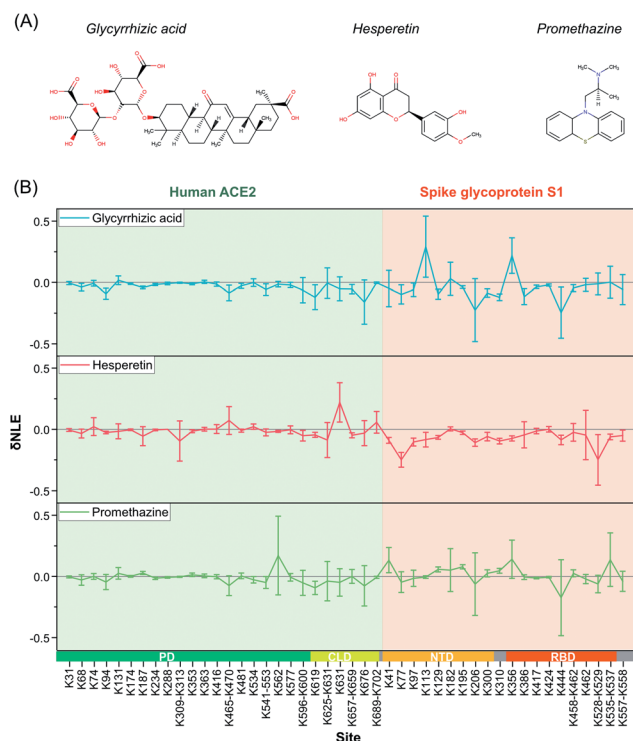 (A)
Glycyrrhizic acid Hesperetin Promethazine
(B)
Human ACE2 Spike glycoprotein S1
0.5
Glycyrrhizic acid
0.0
-0.5
0.5
Hesperetin
0.0
-0.5
0.5
Promethazine
0.0
-0.5
δNLE
PD CLD NTD RBD
K31 K68 K74 K94 K131 K174 K187 K234 K288 K309-K313 K353 K363 K416 K465-K470 K481 K534 K541-553 K562 K577 K596-K600 K619 K625-K631 K631 K657-K659 K676 K689-K702 K41 K77 K97 K113 K129 K182 K195 K206 K300 K310 K356 K386 K417 K424 K444 K458-K462 K462 K528-K529 K535-K537 K557-K558
Site